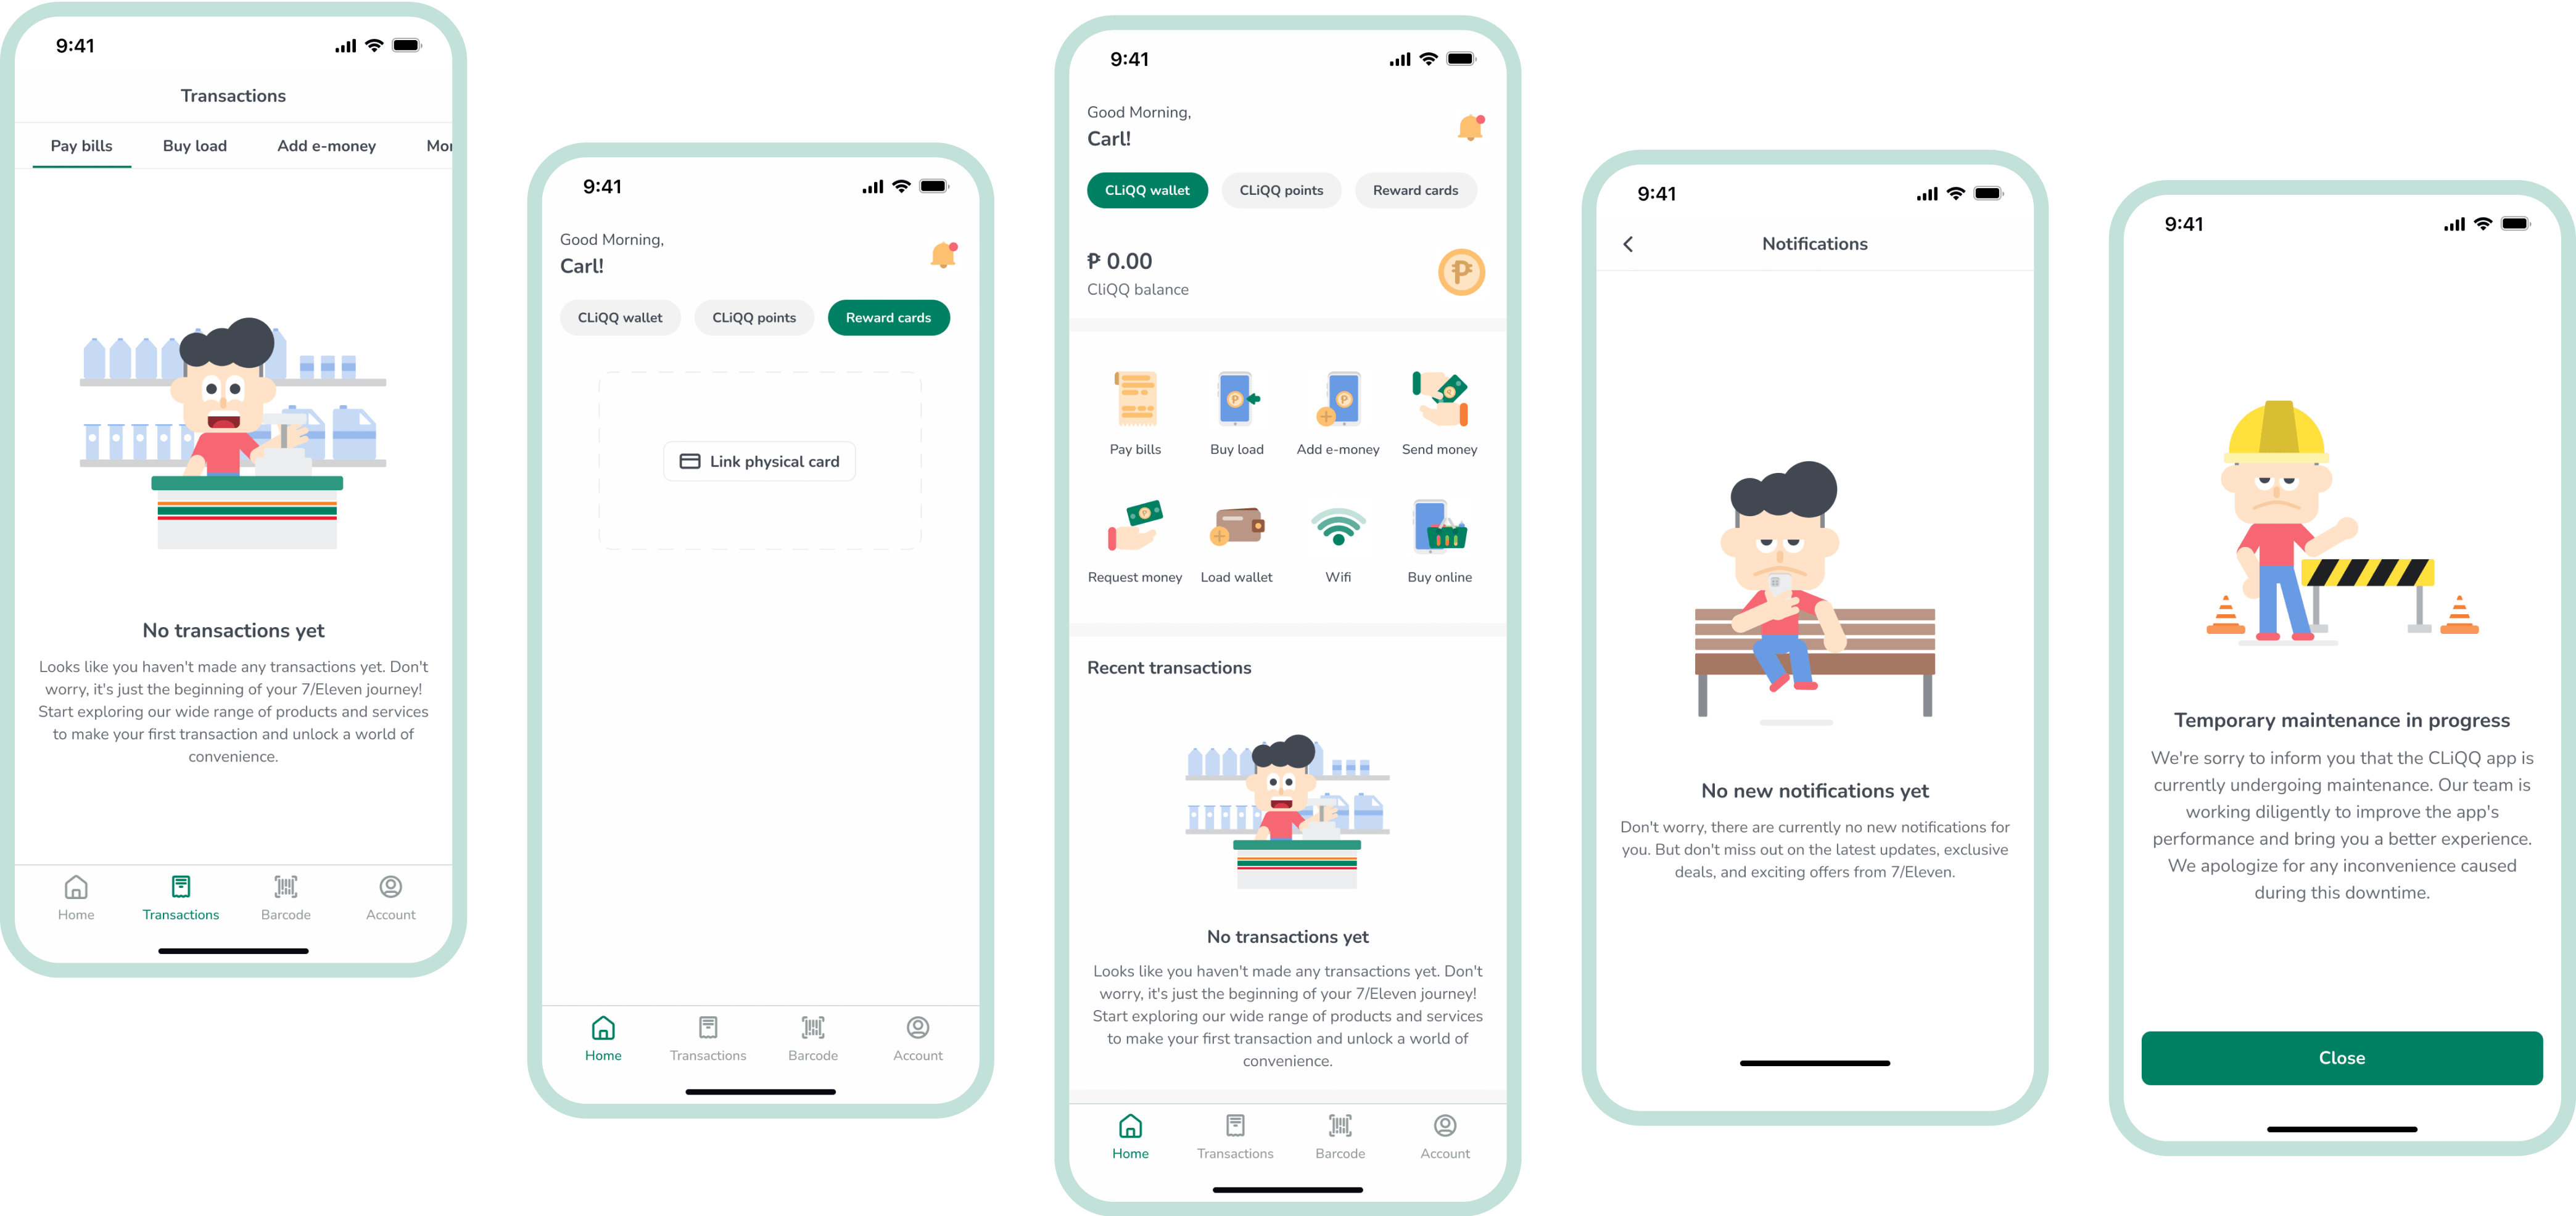 9:41
Transactions
Pay bills Buy load Add e-money Mor
No transactions yet
Looks like you haven't made any transactions yet. Don't
worry, it's just the beginning of your 7/Eleven journey!
Start exploring our wide range of products and services
to make your first transaction and unlock a world of
convenience.
Home Transactions Barcode Account
9:41
Good Morning,
Carl!
CLiQQ wallet CLiQQ points Reward cards
Link physical card
Home Transactions Barcode Account
9:41
Good Morning,
Carl!
CLiQQ wallet CLiQQ points Reward cards
₱ 0.00
CliQQ balance
Pay bills Buy load Add e-money Send money
Request money Load wallet Wifi Buy online
Recent transactions
No transactions yet
Looks like you haven't made any transactions yet. Don't
worry, it's just the beginning of your 7/Eleven journey!
Start exploring our wide range of products and services
to make your first transaction and unlock a world of
convenience.
Home Transactions Barcode Account
9:41
Notifications
No new notifications yet
Don't worry, there are currently no new notifications for
you. But don't miss out on the latest updates, exclusive
deals, and exciting offers from 7/Eleven.
9:41
Temporary maintenance in progress
We're sorry to inform you that the CLiQQ app is
currently undergoing maintenance. Our team is
working diligently to improve the app's
performance and bring you a better experience.
We apologize for any inconvenience caused
during this downtime.
Close